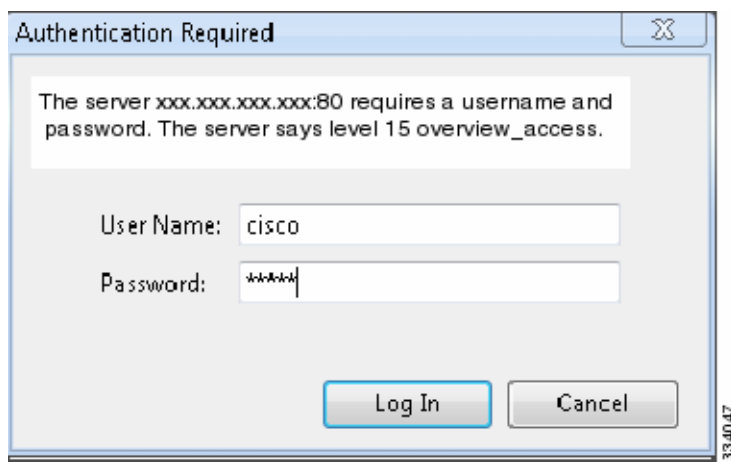 Authentication Required
X
The server xxx.xxx.xxx.xxx:80 requires a username and
password. The server says level 15 overview_access.
User Name: cisco
Password: *****
Log In Cancel
334047